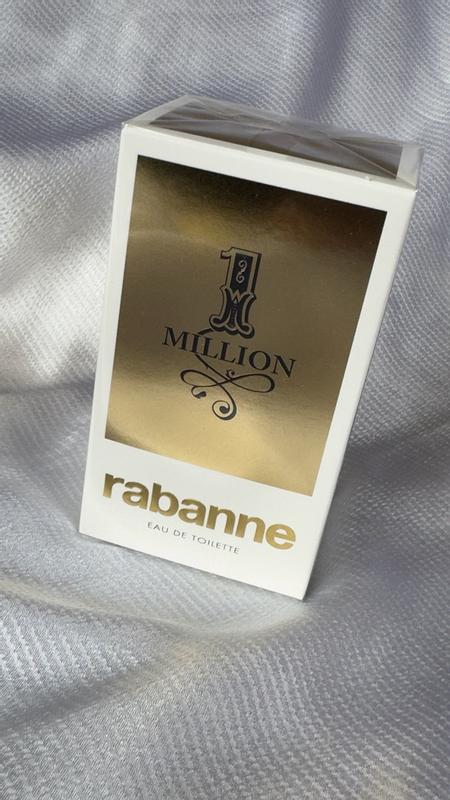 1
MILLION
rabanne
EAU DE TOILETTE